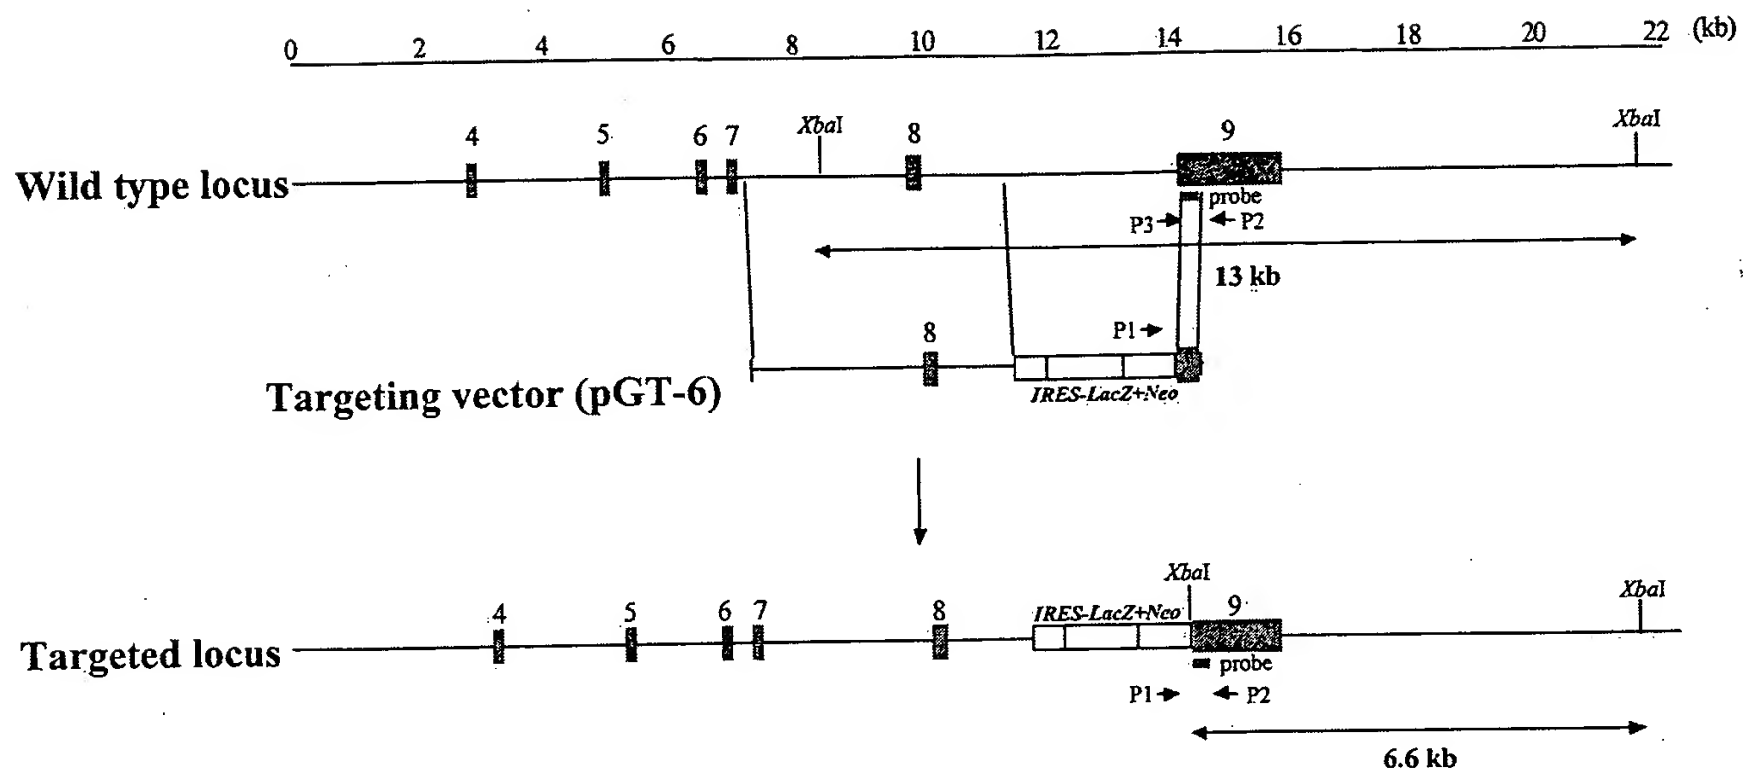 0 2 4 6 8 10 12 14 16 18 20 22 (kb)
4 5 6 7 XbaI 8 9 XbaI
Wild type locus
probe
P3 P2
13 kb
P1
8
IRES-LacZ+Neo
Targeting vector (pGT-6)
XbaI
XbaI
4 5 6 7 8 IRES-LacZ+Neo 9
Targeted locus
probe
P1 P2
6.6 kb